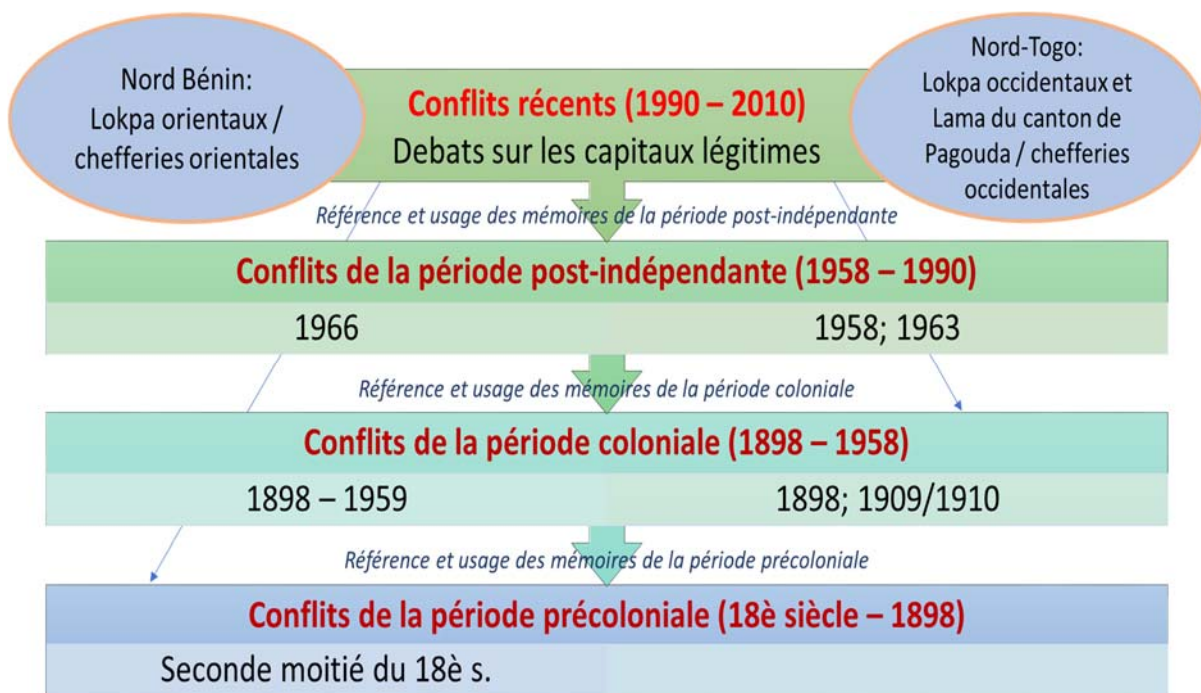 Nord Bénin:
Lokpa orientaux /
chefferies orientales
Conflits récents (1990 – 2010)
Debats sur les capitaux légitimes
Nord-Togo:
Lokpa occidentaux et
Lama du canton de
Pagouda / chefferies
occidentales
Référence et usage des mémoires de la période post-indépendante
Conflits de la période post-indépendante (1958 – 1990)
1966
1958; 1963
Référence et usage des mémoires de la période coloniale
Conflits de la période coloniale (1898 – 1958)
1898 – 1959
1898; 1909/1910
Référence et usage des mémoires de la période précoloniale
Conflits de la période précoloniale (18è siècle – 1898)
Seconde moitié du 18è s.